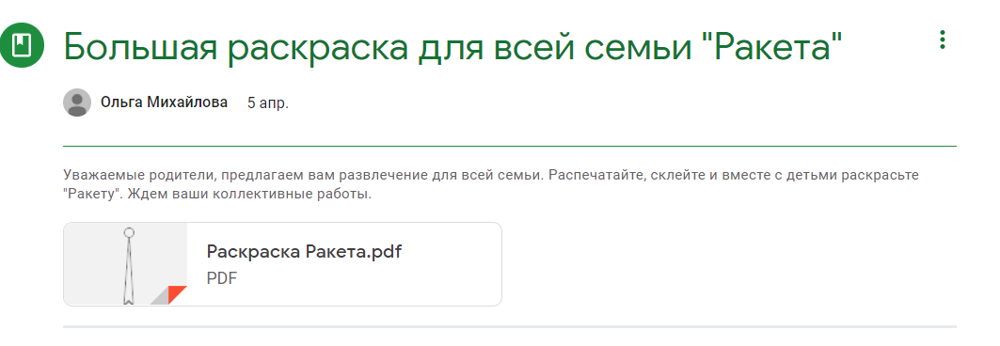 Большая раскраска для всей семьи "Ракета"
Ольга Михайлова 5 апр.
Уважаемые родители, предлагаем вам развлечение для всей семьи. Распечатайте, склейте и вместе с детьми раскрасьте
"Ракету". Ждем ваши коллективные работы.
Раскраска Ракета.pdf
PDF